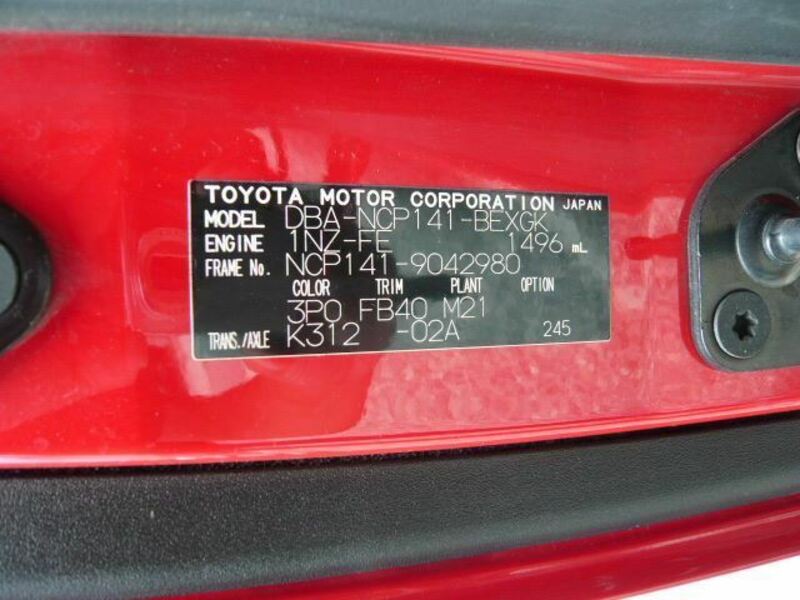 TOYOTA MOTOR CORPORATION JAPAN
MODEL DBA-NCP141-BEXGK
ENGINE 1NZ-FE 1496 mL
FRAME No. NCP141-9042980
COLOR TRIM PLANT OPTION
3P0 FB40 M21
TRANS./AXLE K312 -02A 245